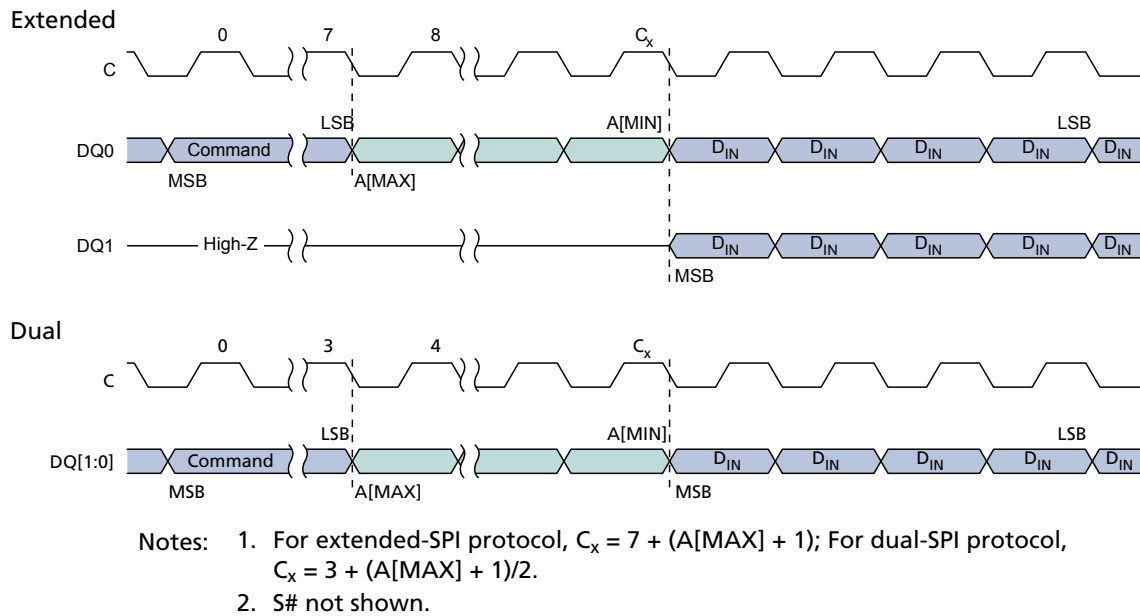 Extended
0 7 8 Cx
C
LSB A[MIN] LSB
DQ0 Command DIN DIN DIN DIN DIN
MSB A[MAX]
DQ1 High-Z DIN DIN DIN DIN DIN
MSB
Dual
0 3 4 Cx
C
LSB A[MIN] LSB
DQ[1:0] Command DIN DIN DIN DIN DIN
MSB A[MAX] MSB
Notes: 1. For extended-SPI protocol, Cx = 7 + (A[MAX] + 1); For dual-SPI protocol,
Cx = 3 + (A[MAX] + 1)/2.
2. S# not shown.